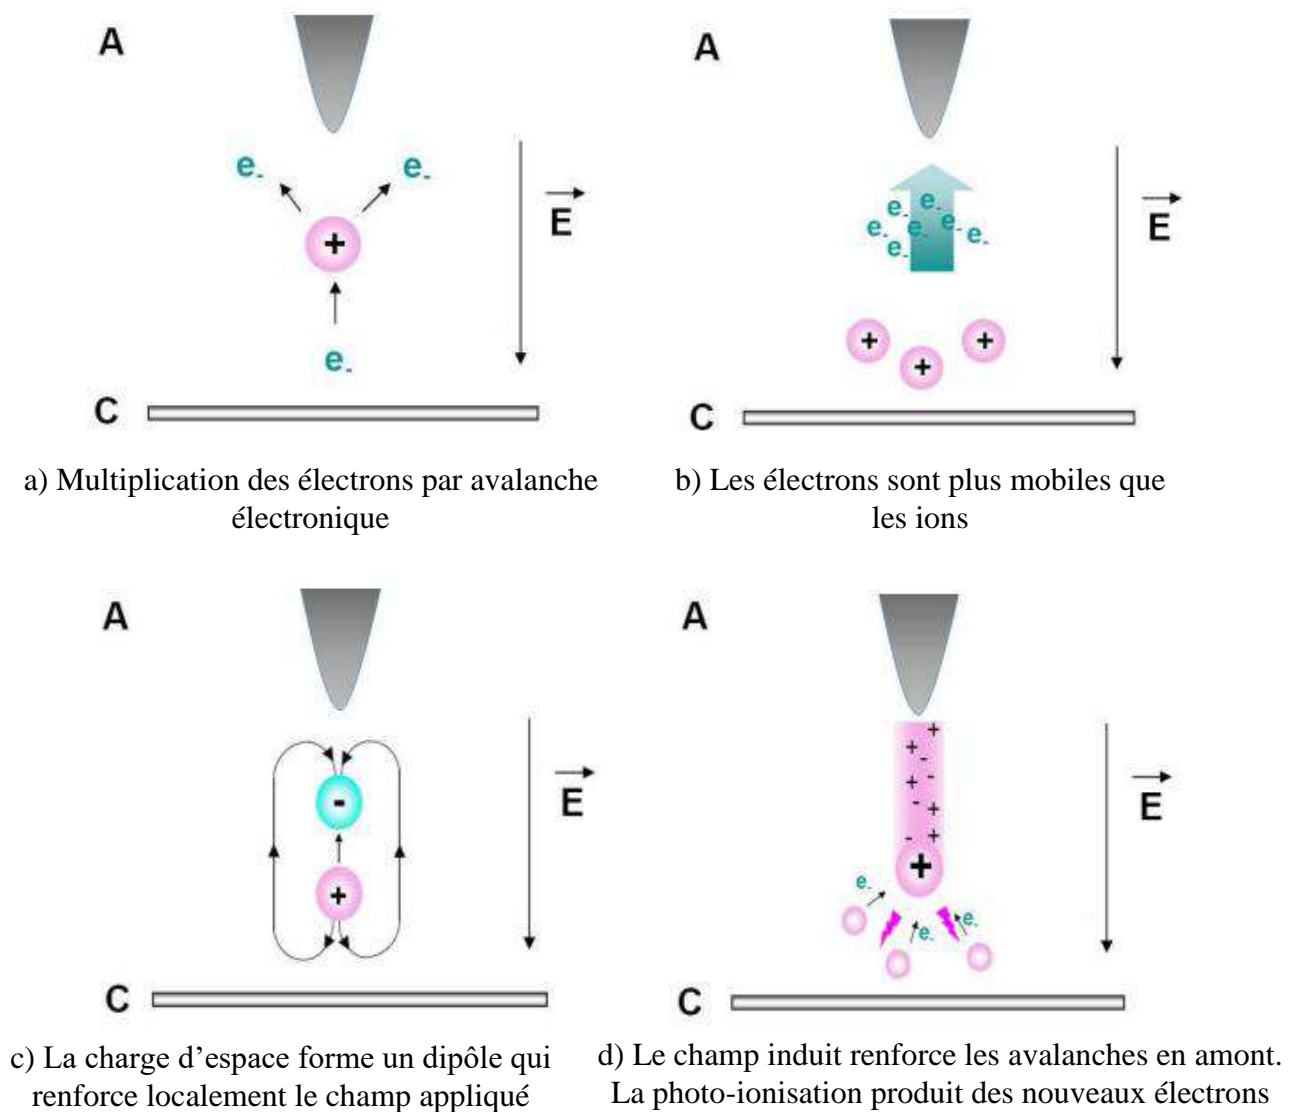 A
A
e-
e-
+
E
e-
C
e-
e-
e-
e-
e-
e-
e-
E
+
+
+
C
a) Multiplication des électrons par avalanche
électronique
b) Les électrons sont plus mobiles que
les ions
A
A
-
+
E
C
+
+
-
+
-
-
+
-
+
+
e-
e-
e-
E
C
c) La charge d’espace forme un dipôle qui
renforce localement le champ appliqué
d) Le champ induit renforce les avalanches en amont.
La photo-ionisation produit des nouveaux électrons